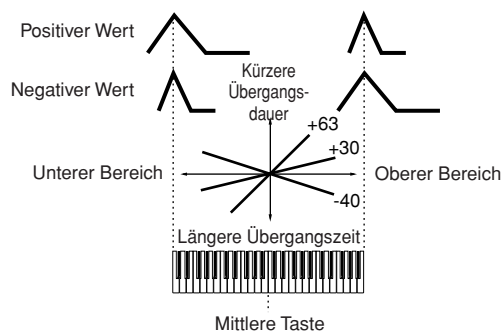 Positiver Wert
Negativer Wert
Kürzere
Übergangs-
dauer
+63
+30
Unterer Bereich
Oberer Bereich
-40
Längere Übergangszeit
Mittlere Taste